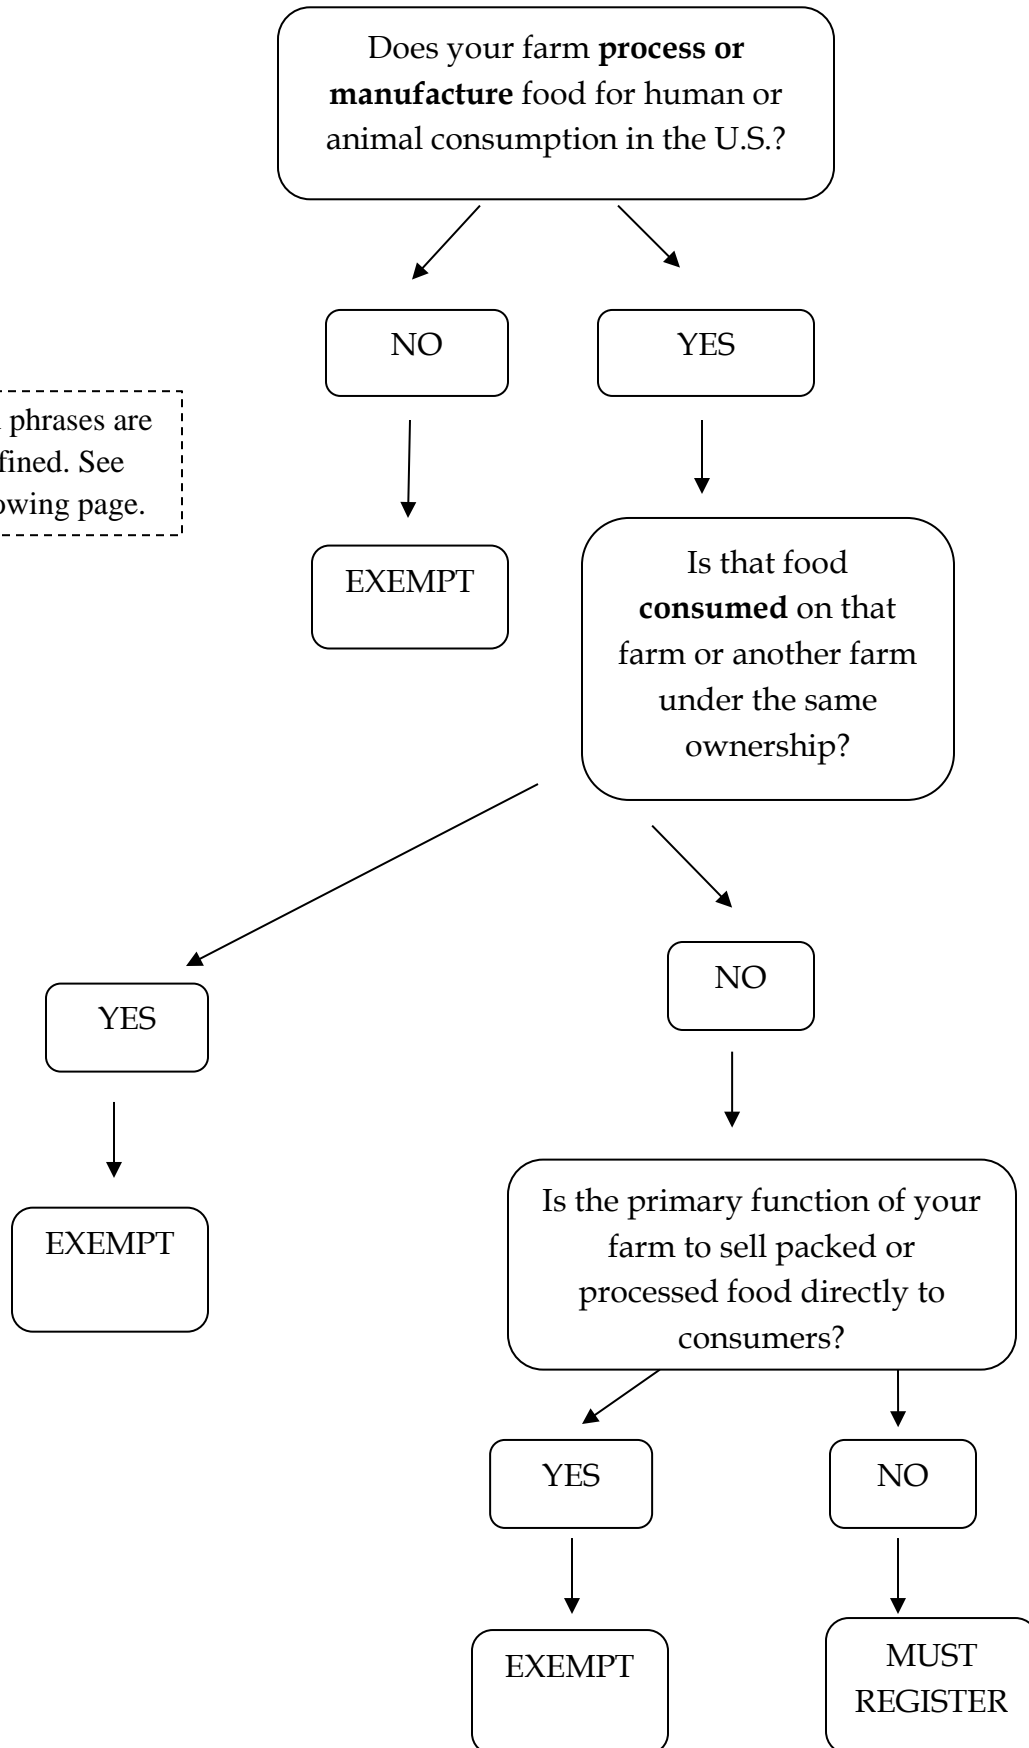 Does your farm process or
manufacture food for human or
animal consumption in the U.S.?
NO
YES
phrases are
See
page.
EXEMPT
Is that food
consumed on that
farm or another farm
under the same
ownership?
YES
NO
EXEMPT
Is the primary function of your
farm to sell packed or
processed food directly to
consumers?
YES
NO
EXEMPT
MUST
REGISTER